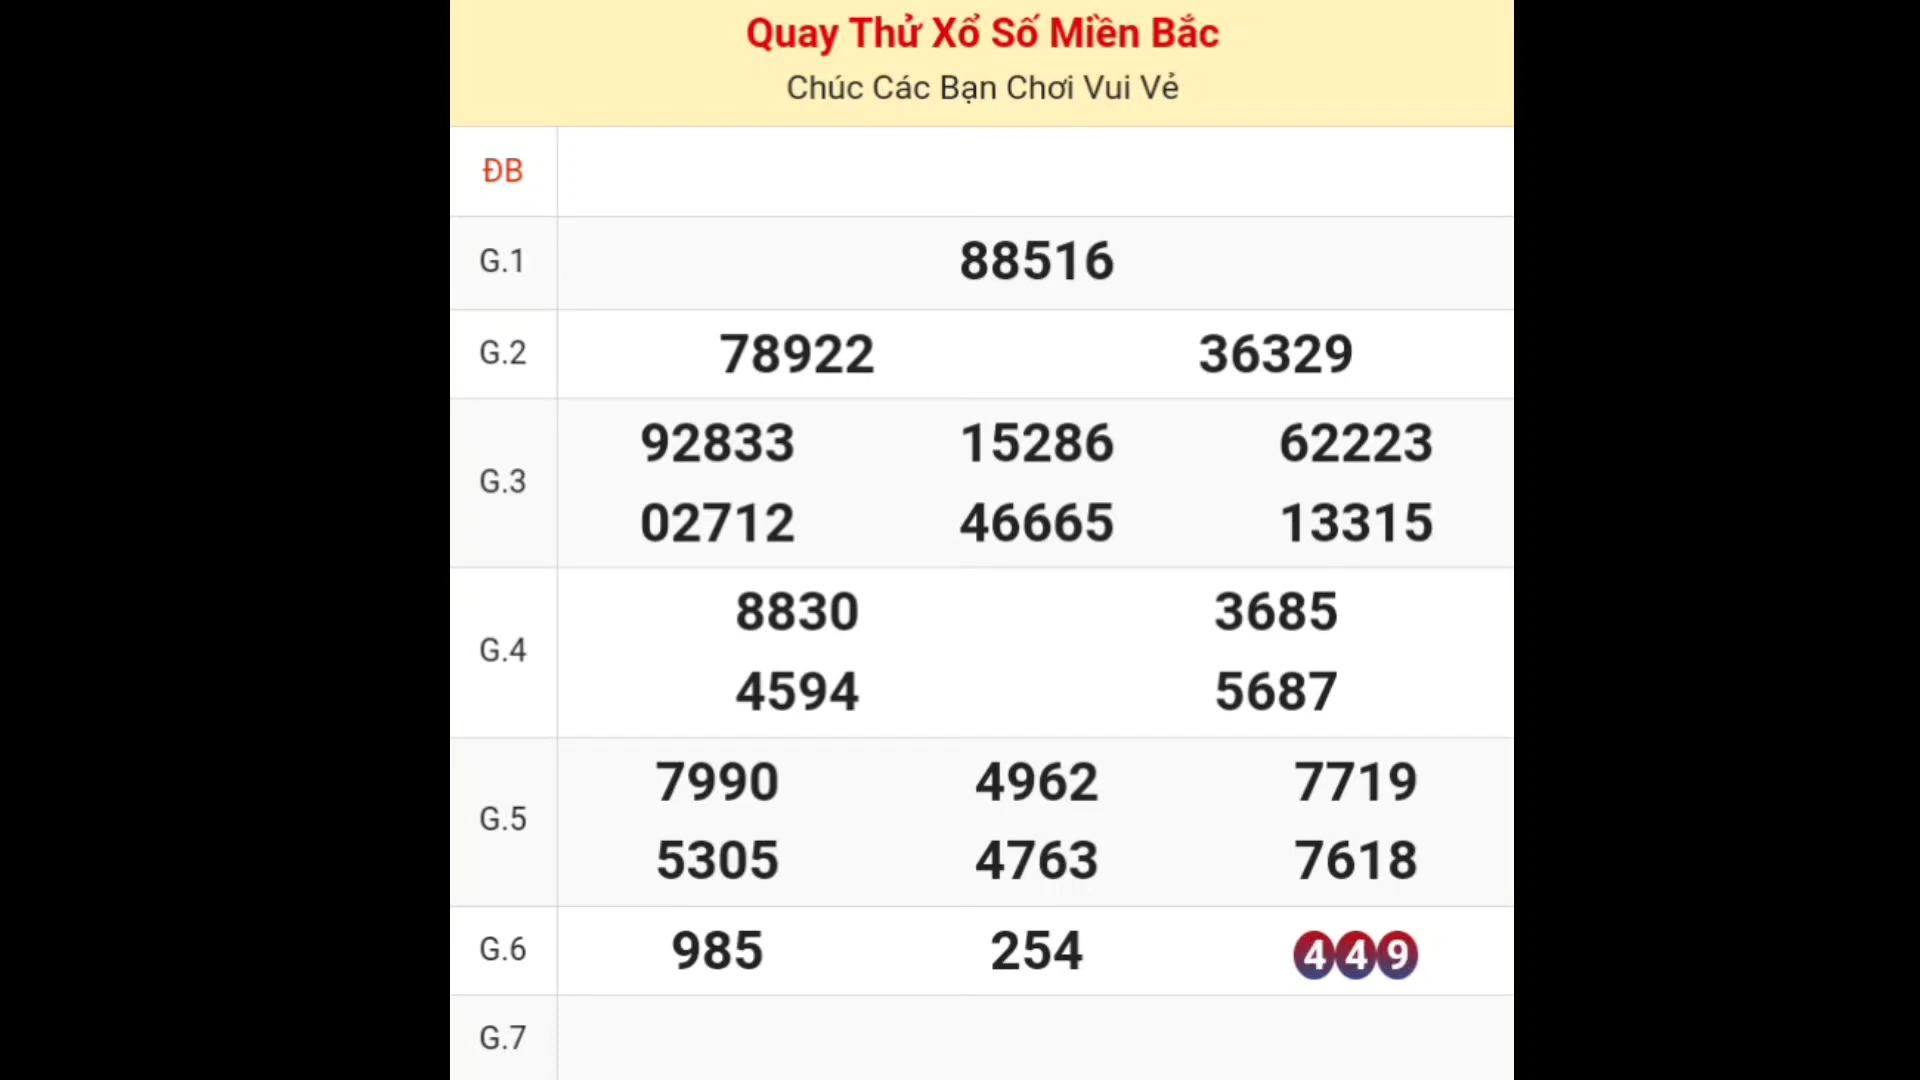 Quay Thử Xổ Số Miền Bắc
Chúc Các Bạn Chơi Vui Vẻ
ĐB
G.1 88516
G.2 78922 36329
G.3 92833 15286 62223
02712 46665 13315
G.4 8830 3685
4594 5687
G.5 7990 4962 7719
5305 4763 7618
G.6 985 254 449
G.7